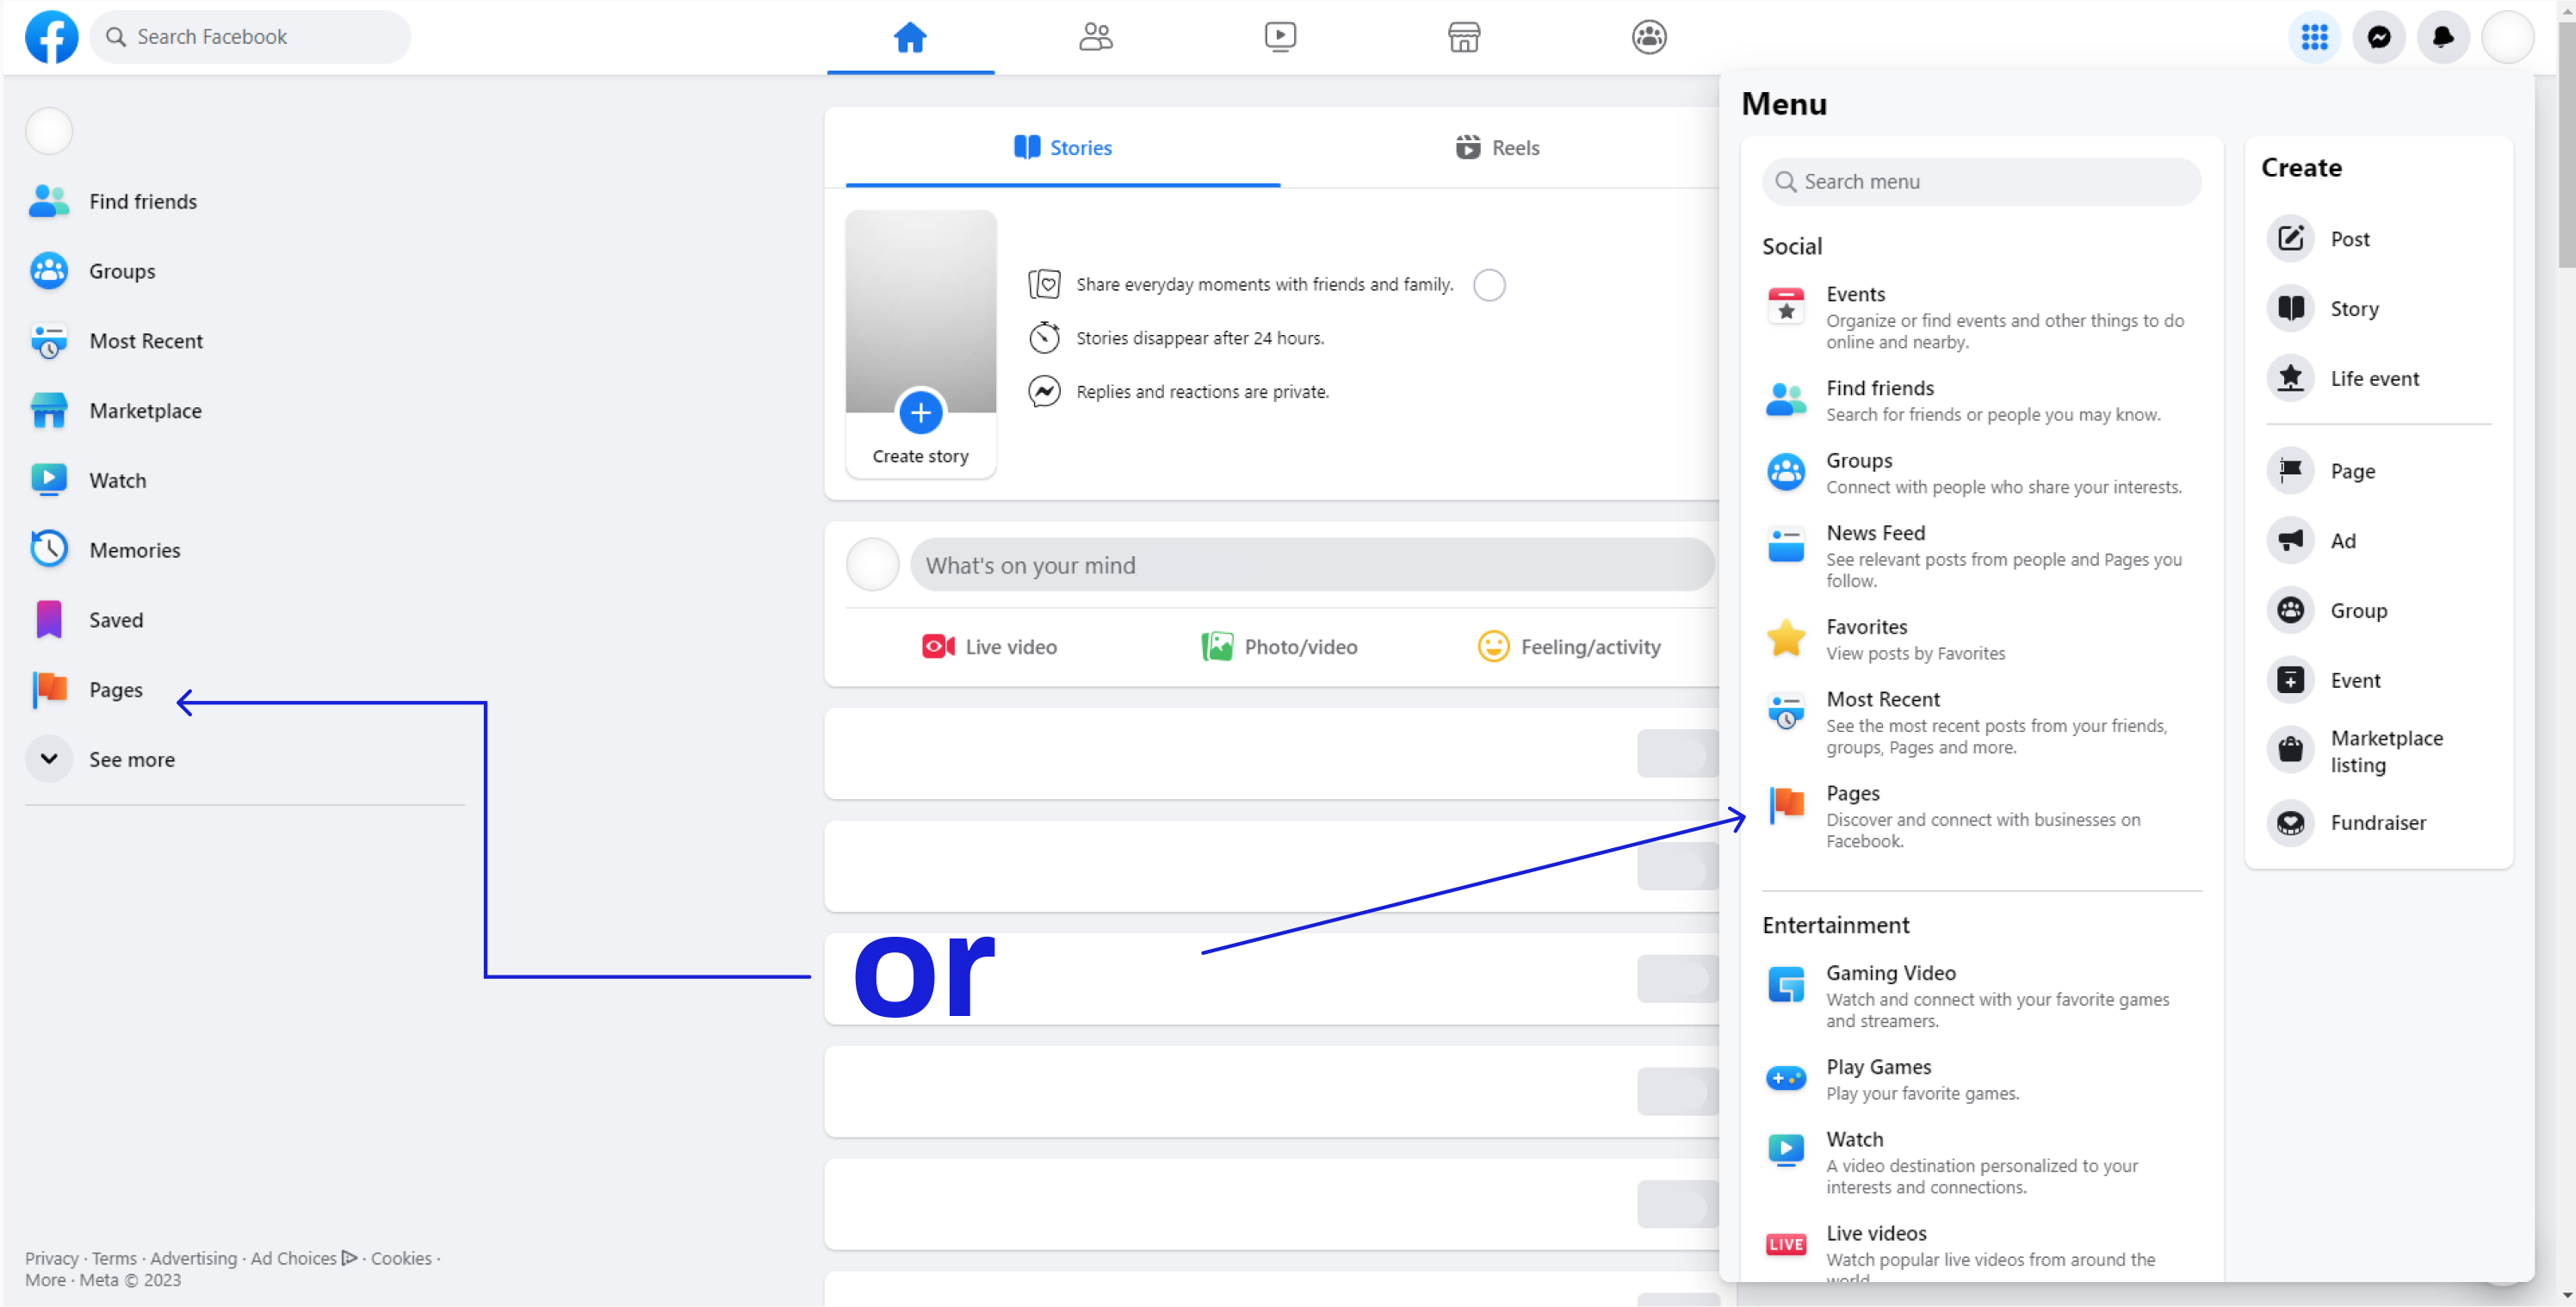 Search Facebook
Find friends
Groups
Most Recent
Marketplace
Watch
Memories
Saved
Pages
See more
Privacy · Terms · Advertising · Ad Choices · Cookies ·
More · Meta © 2023
Stories
Reels
Create story
Share everyday moments with friends and family.
Stories disappear after 24 hours.
Replies and reactions are private.
What's on your mind
Live video
Photo/video
Feeling/activity
or
Menu
Search menu
Social
Events
Organize or find events and other things to do
online and nearby.
Find friends
Search for friends or people you may know.
Groups
Connect with people who share your interests.
News Feed
See relevant posts from people and Pages you
follow.
Favorites
View posts by Favorites
Most Recent
See the most recent posts from your friends,
groups, Pages and more.
Pages
Discover and connect with businesses on
Facebook.
Entertainment
Gaming Video
Watch and connect with your favorite games
and streamers.
Play Games
Play your favorite games.
Watch
A video destination personalized to your
interests and connections.
LIVE
Live videos
Watch popular live videos from around the
world.
Create
Post
Story
Life event
Page
Ad
Group
Event
Marketplace
listing
Fundraiser